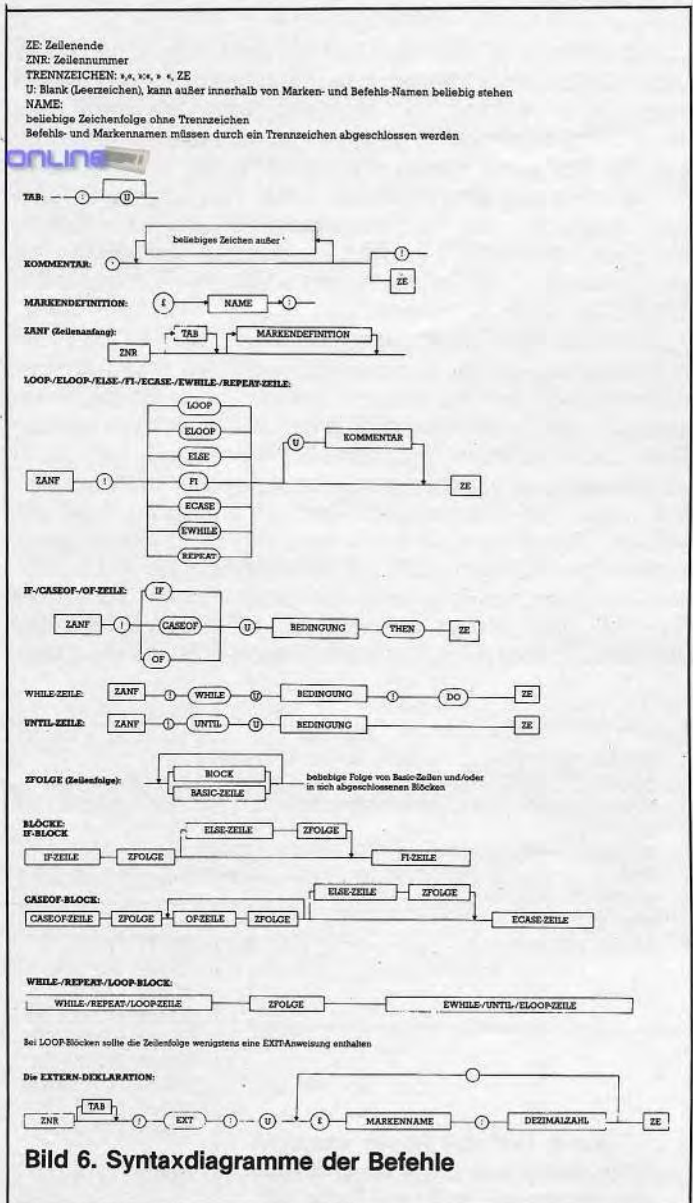 ZE: Zeilenende
ZNR: Zeilennummer
TRENNZEICHEN: »,«, »:«, » «, ZE
U: Blank (Leerzeichen), kann außer innerhalb von Marken- und Befehls-Namen beliebig stehen
NAME:
beliebige Zeichenfolge ohne Trennzeichen
Befehls- und Markennamen müssen durch ein Trennzeichen abgeschlossen werden
ONLINE
TAB: ! U
beliebiges Zeichen außer '
KOMMENTAR: ' !
ZE
MARKENDEFINITION: £ NAME :
ZANF (Zeilenanfang): TAB MARKENDEFINITION
ZNR
LOOP-/ELOOP-/ELSE-/FI-/ECASE-/EWHILE-/REPEAT-ZEILE:
LOOP
ELOOP
U KOMMENTAR
ELSE
ZANF ! FI ZE
ECASE
EWHILE
REPEAT
IF-/CASEOF-/OF-ZEILE: IF
ZANF ! CASEOF U BEDINGUNG THEN ZE
OF
WHILE-ZEILE: ZANF ! WHILE U BEDINGUNG ! DO ZE
UNTIL-ZEILE: ZANF ! UNTIL U BEDINGUNG ZE
ZFOLGE (Zeilenfolge): BlOCK beliebige Folge von Basic-Zeilen und/oder
BASIC-ZEILE in sich abgeschlossenen Blöcken
BLÖCKE:
IF-BLOCK ELSE-ZEILE ZFOLGE
IF-ZEILE ZFOLGE FI-ZEILE
ELSE-ZEILE ZFOLGE
CASEOF-BLOCK:
CASEOF-ZEILE ZFOLGE OF-ZEILE ZFOLGE ECASE-ZEILE
WHILE-/REPEAT-/LOOP-BLOCK:
WHILE-/REPEAT-/LOOP-ZEILE ZFOLGE EWHILE-/UNTIL-/ELOOP-ZEILE
Bei LOOP-Blöcken sollte die Zeilenfolge wenigstens eine EXIT-Anweisung enthalten
Die EXTERN-DEKLARATION:
TAB
ZNR ! EXT ! U £ MARKENNAME : DEZIMALZAHL ZE
Bild 6. Syntaxdiagramme der Befehle